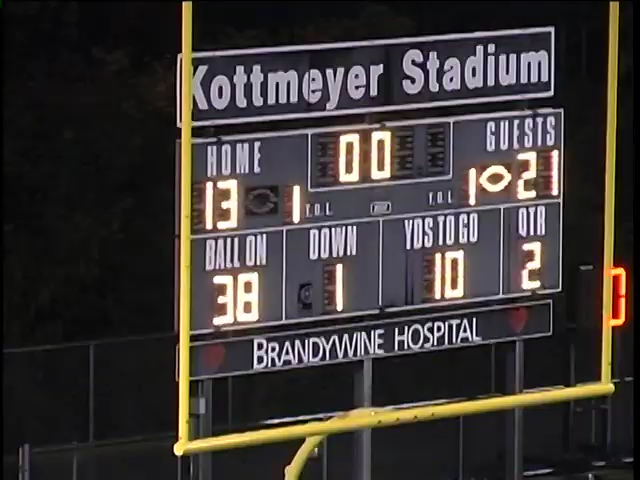 Kottmeyer Stadium
HOME 00 GUESTS
13 1 T.O.L. T.O.L. 1 21
BALL ON DOWN YDS TO GO QTR
38 1 10 2
BRANDYWINE HOSPITAL